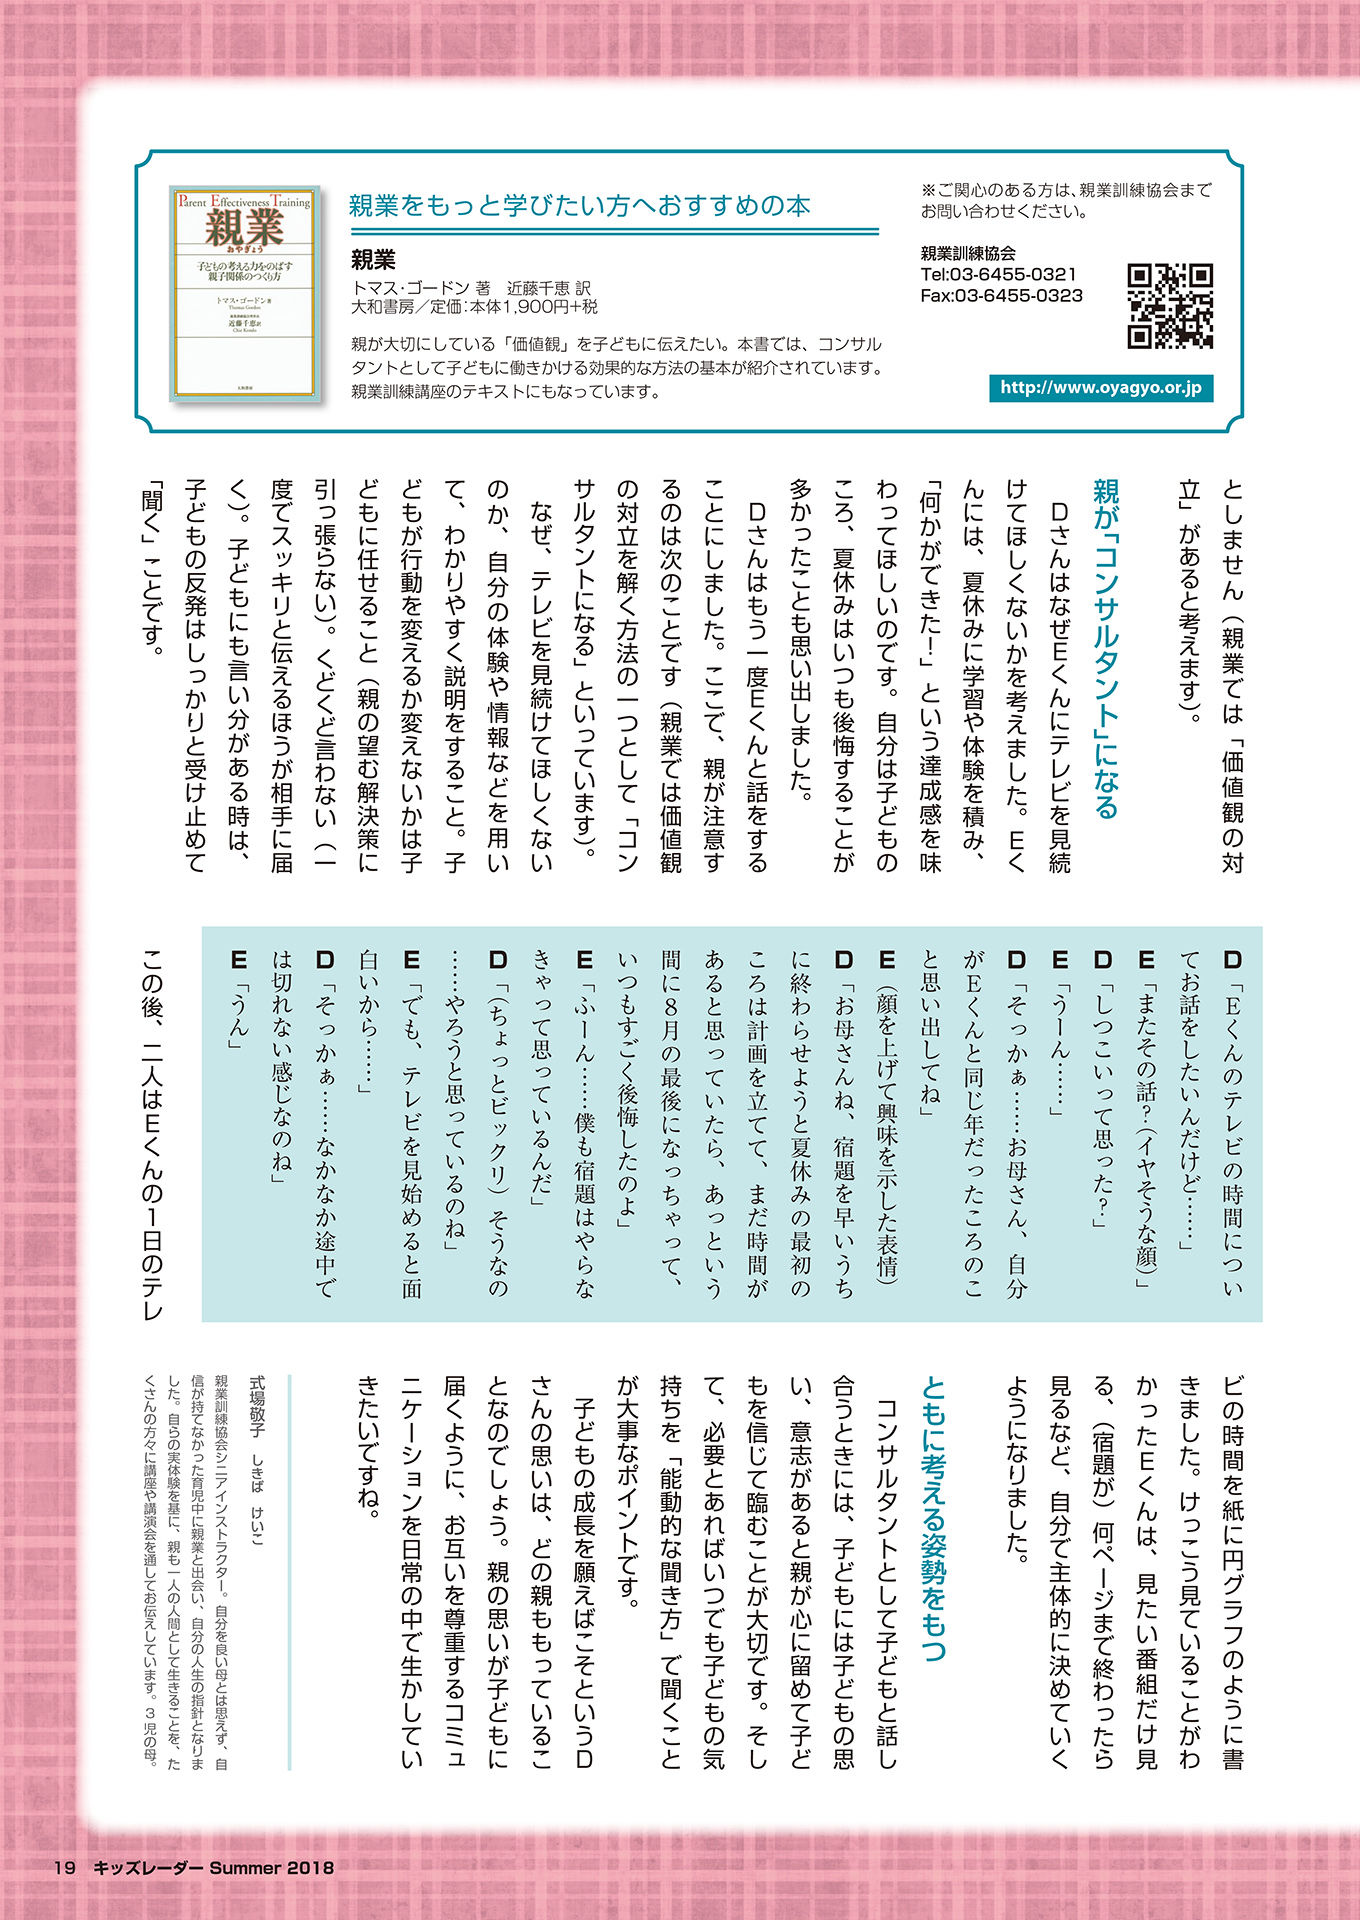 Parent Effectiveness Training
親業
おやぎょう
子どもの考える力をのばす
親子関係のつくり方
トマス・ゴードン著
Thomas Gordon
近藤千恵訳
Chie Kondo
大和書房
親業をもっと学びたい方へおすすめの本
親業
トマス・ゴードン 著　近藤千恵 訳
大和書房／定価：本体1,900円+税
親が大切にしている「価値観」を子どもに伝えたい。本書では、コンサル
タントとして子どもに働きかける効果的な方法の基本が紹介されています。
親業訓練講座のテキストにもなっています。
※ご関心のある方は、親業訓練協会まで
お問い合わせください。
親業訓練協会
Tel:03-6455-0321
Fax:03-6455-0323
http://www.oyagyo.or.jp
としません（親業では「価値観の対
立」があると考えます）。
親が「コンサルタント」になる
Ｄさんはなぜ Ｅくんにテレビを見続
けてほしくないかを考えました。Ｅく
んには、夏休みに学習や体験を積み、
「何かができた！」という達成感を味
わってほしいのです。自分は子どもの
ころ、夏休みはいつも後悔することが
多かったことも思い出しました。
Ｄさんはもう一度Ｅくんと話をする
ことにしました。ここで、親が注意す
るのは次のことです（親業では価値観
の対立を解く方法の一つとして「コン
サルタントになる」といっています）。
なぜ、テレビを見続けてほしくない
のか、自分の体験や情報などを用い
て、わかりやすく説明をすること。子
どもが行動を変えるか変えないかは子
どもに任せること（親の望む解決策に
引っ張らない）。くどくど言わない（一
度でスッキリと伝えるほうが相手に届
く）。子どもにも言い分がある時は、
子どもの反発はしっかりと受け止めて
「聞く」ことです。
Ｄ「Ｅくんのテレビの時間につい
てお話をしたいんだけど……」
Ｅ「またその話？（イヤそうな顔）」
Ｄ「しつこいって思った？」
Ｅ「うーん……」
Ｄ「そっかぁ……お母さん、自分
がＥくんと同じ年だったころのこ
と思い出してね」
Ｅ（顔を上げて興味を示した表情）
Ｄ「お母さんね、宿題を早いうち
に終わらせようと夏休みの最初の
ころは計画を立てて、まだ時間が
あると思っていたら、あっという
間に８月の最後になっちゃって、
いつもすごく後悔したのよ」
Ｅ「ふーん……僕も宿題はやらな
きゃって思っているんだ」
Ｄ「（ちょっとビックリ）そうなの
……やろうと思っているのね」
Ｅ「でも、テレビを見始めると面
白いから……」
Ｄ「そっかぁ……なかなか途中で
は切れない感じなのね」
Ｅ「うん」
この後、二人はＥくんの１日のテレ
ビの時間を紙に円グラフのように書
きました。けっこう見ていることがわ
かったＥくんは、見たい番組だけ見
る、（宿題が）何ページまで終わったら
見るなど、自分で主体的に決めていく
ようになりました。
ともに考える姿勢をもつ
コンサルタントとして子どもと話し
合うときには、子どもには子どもの思
い、意志があると親が心に留めて子ど
もを信じて臨むことが大切です。そし
て、必要とあればいつでも子どもの気
持ちを「能動的な聞き方」で聞くこと
が大事なポイントです。
子どもの成長を願えばこそというＤ
さんの思いは、どの親ももっているこ
となのでしょう。親の思いが子どもに
届くように、お互いを尊重するコミュ
ニケーションを日常の中で生かしてい
きたいですね。
式場敬子　しきば　けいこ
親業訓練協会シニアインストラクター。自分を良い母とは思えず、自
信が持てなかった育児中に親業と出会い、自分の人生の指針となりま
した。自らの実体験を基に、親も一人の人間として生きることを、た
くさんの方々に講座や講演会を通してお伝えしています。３児の母。
19　キッズレーダー Summer 2018